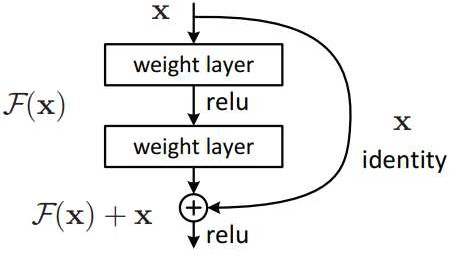 x
weight layer
relu
F(x)
x
weight layer
identity
F(x) + x
+
relu